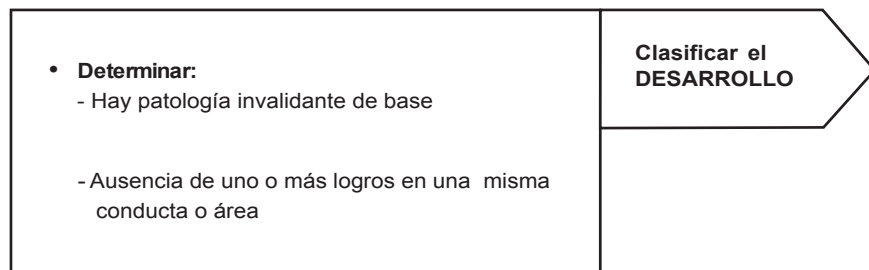 • Determinar:
- Hay patología invalidante de base
- Ausencia de uno o más logros en una misma
conducta o área
Clasificar el
DESARROLLO